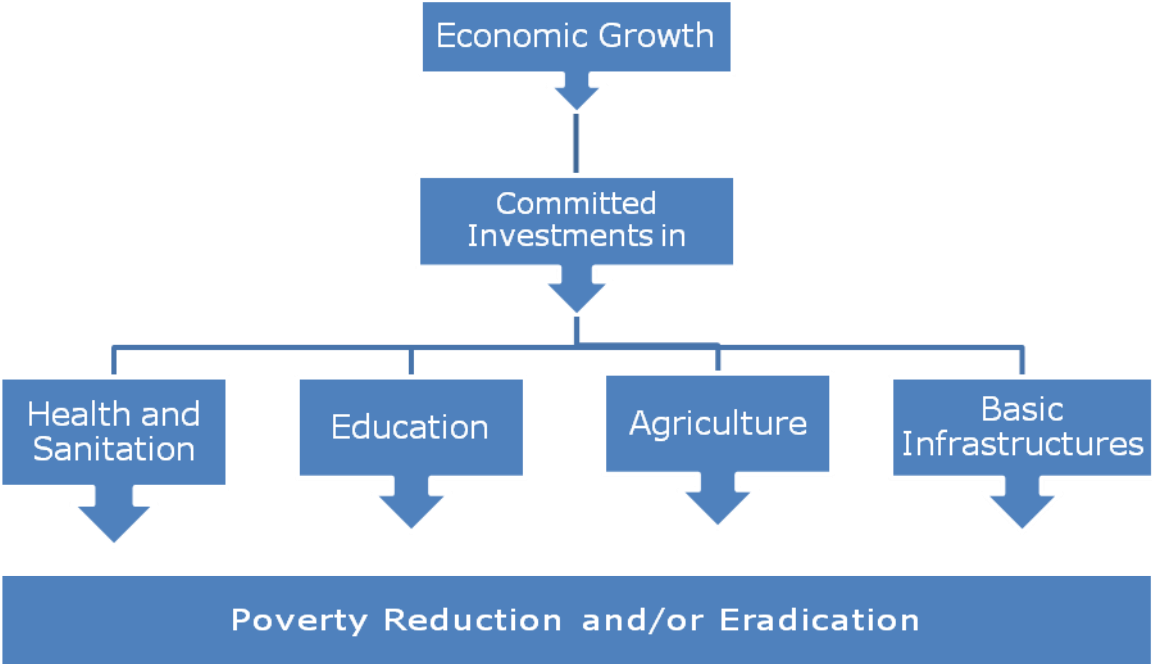 Economic Growth
Committed
Investments in
Health and
Sanitation
Education
Agriculture
Basic
Infrastructures
Poverty Reduction and/or Eradication